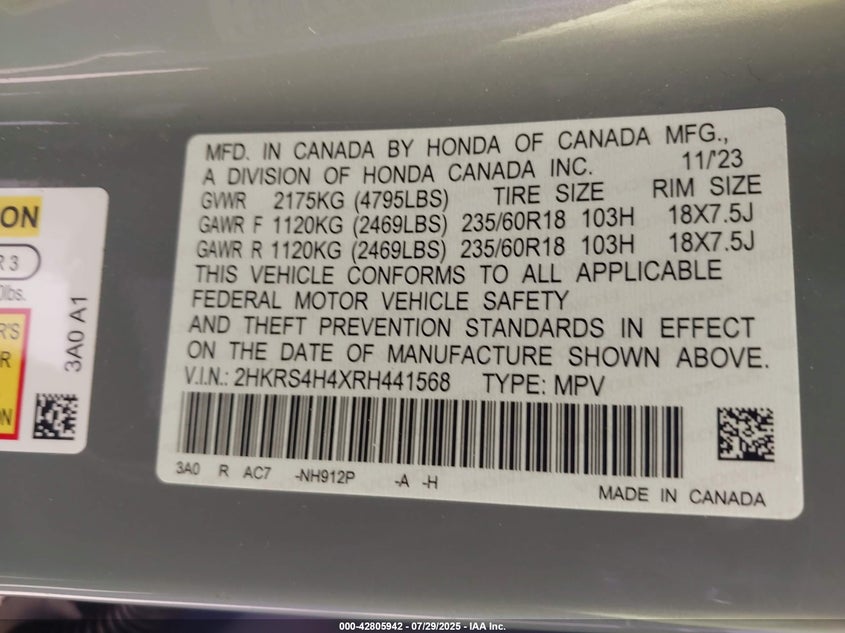 MFD. IN CANADA BY HONDA OF CANADA MFG.,
A DIVISION OF HONDA CANADA INC. 11/'23
GVWR 2175KG (4795LBS) TIRE SIZE RIM SIZE
GAWR F 1120KG (2469LBS) 235/60R18 103H 18X7.5J
GAWR R 1120KG (2469LBS) 235/60R18 103H 18X7.5J
THIS VEHICLE CONFORMS TO ALL APPLICABLE
FEDERAL MOTOR VEHICLE SAFETY
AND THEFT PREVENTION STANDARDS IN EFFECT
ON THE DATE OF MANUFACTURE SHOWN ABOVE.
V.I.N.: 2HKRS4H4XRH441568 TYPE: MPV
3A0 R AC7 -NH912P -A -H
MADE IN CANADA
ON
R 3
lbs.
R'S
OR
ON
3A0 A1
000-42805942 - 07/29/2025 - IAA Inc.